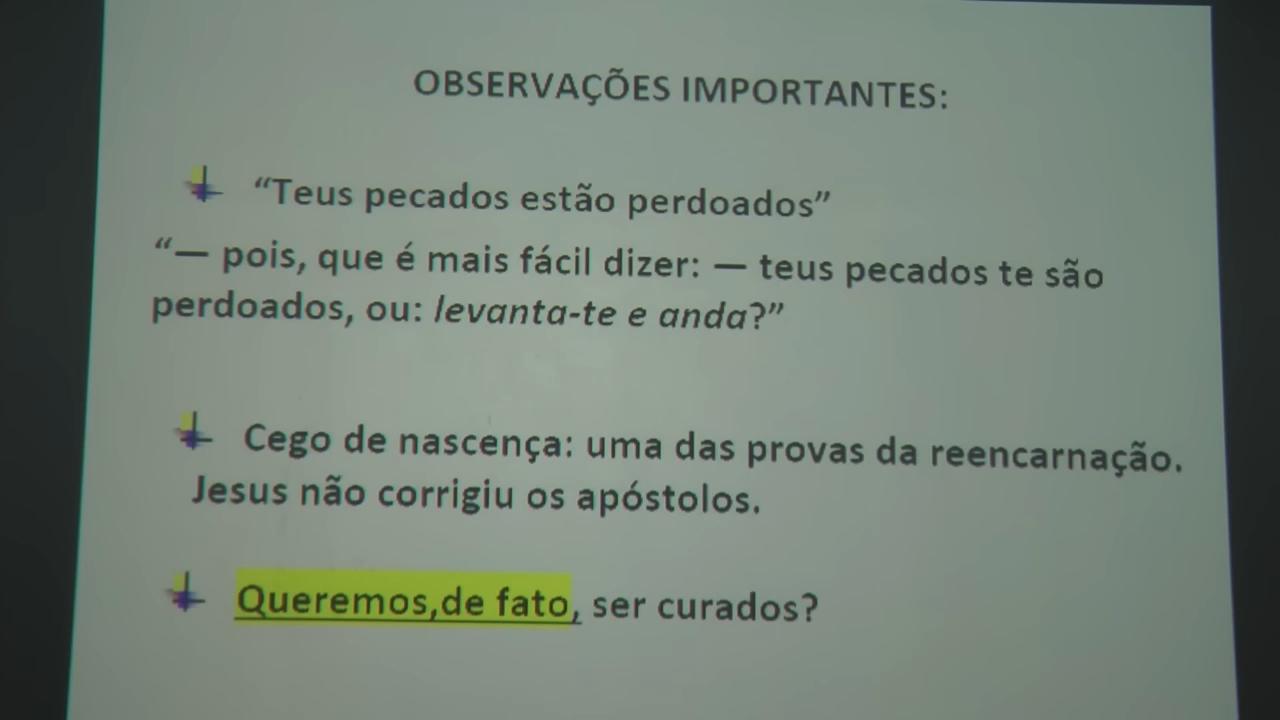 OBSERVAÇÕES IMPORTANTES:
“Teus pecados estão perdoados”
“— pois, que é mais fácil dizer: — teus pecados te são
perdoados, ou: levanta-te e anda?”
Cego de nascença: uma das provas da reencarnação.
Jesus não corrigiu os apóstolos.
Queremos,de fato, ser curados?